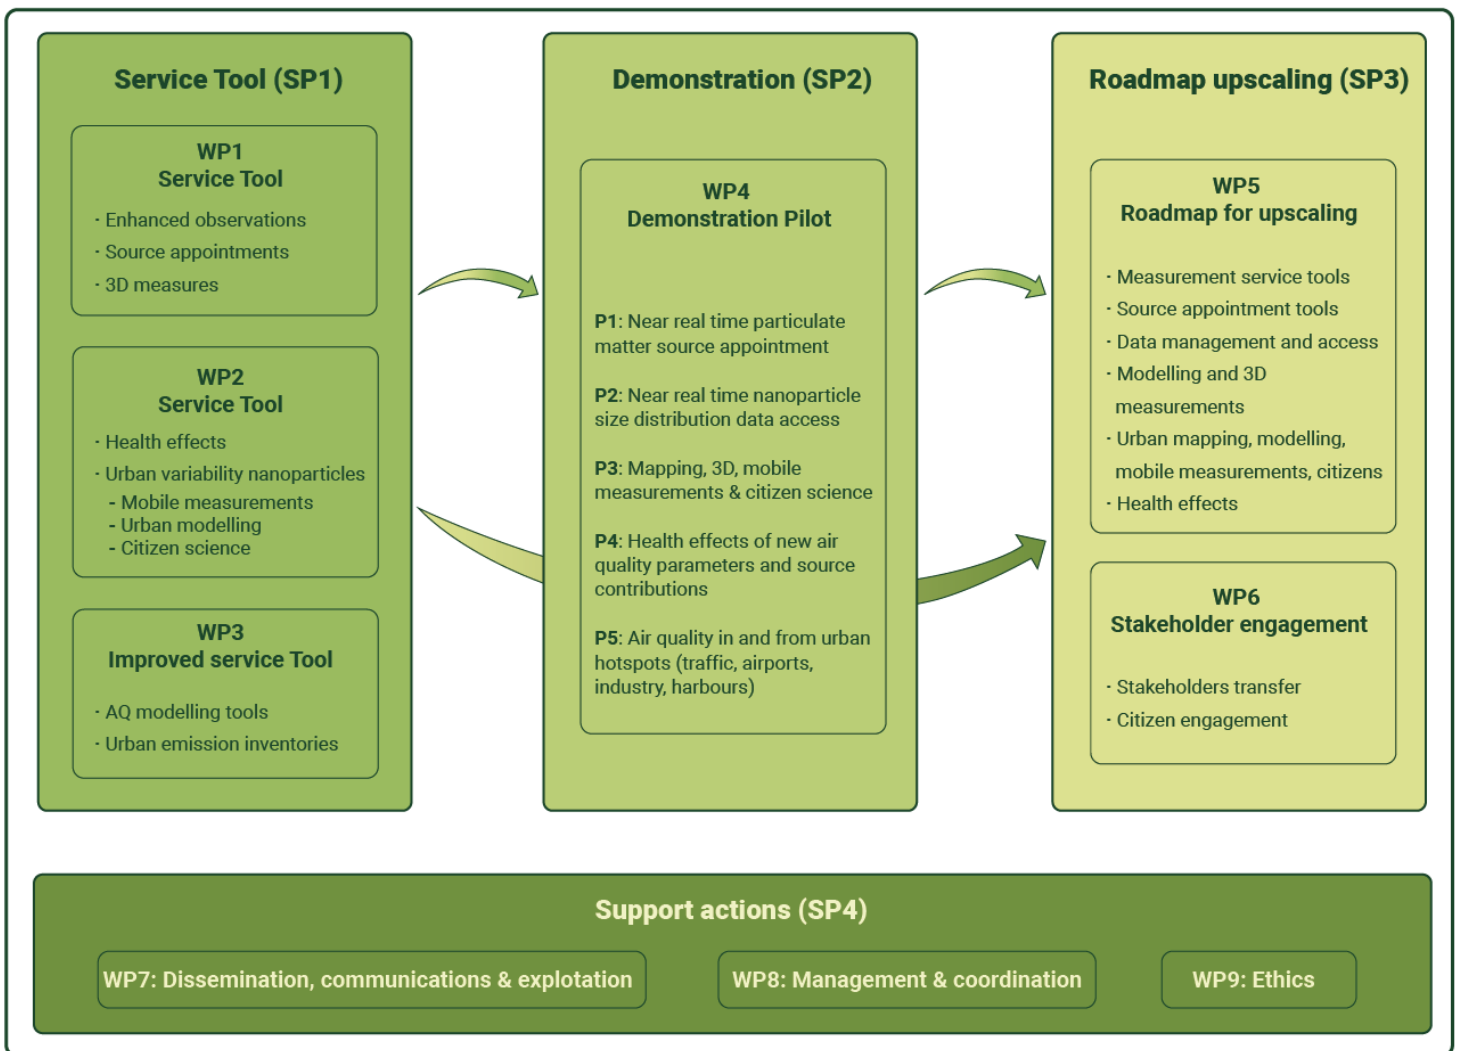 Service Tool (SP1)
WP1
Service Tool
· Enhanced observations
· Source appointments
· 3D measures
WP2
Service Tool
· Health effects
· Urban variability nanoparticles
- Mobile measurements
- Urban modelling
- Citizen science
WP3
Improved service Tool
· AQ modelling tools
· Urban emission inventories
Demonstration (SP2)
WP4
Demonstration Pilot
P1: Near real time particulate
matter source appointment
P2: Near real time nanoparticle
size distribution data access
P3: Mapping, 3D, mobile
measurements & citizen science
P4: Health effects of new air
quality parameters and source
contributions
P5: Air quality in and from urban
hotspots (traffic, airports,
industry, harbours)
Roadmap upscaling (SP3)
WP5
Roadmap for upscaling
· Measurement service tools
· Source appointment tools
· Data management and access
· Modelling and 3D
measurements
· Urban mapping, modelling,
mobile measurements, citizens
· Health effects
WP6
Stakeholder engagement
· Stakeholders transfer
· Citizen engagement
Support actions (SP4)
WP7: Dissemination, communications & explotation
WP8: Management & coordination
WP9: Ethics